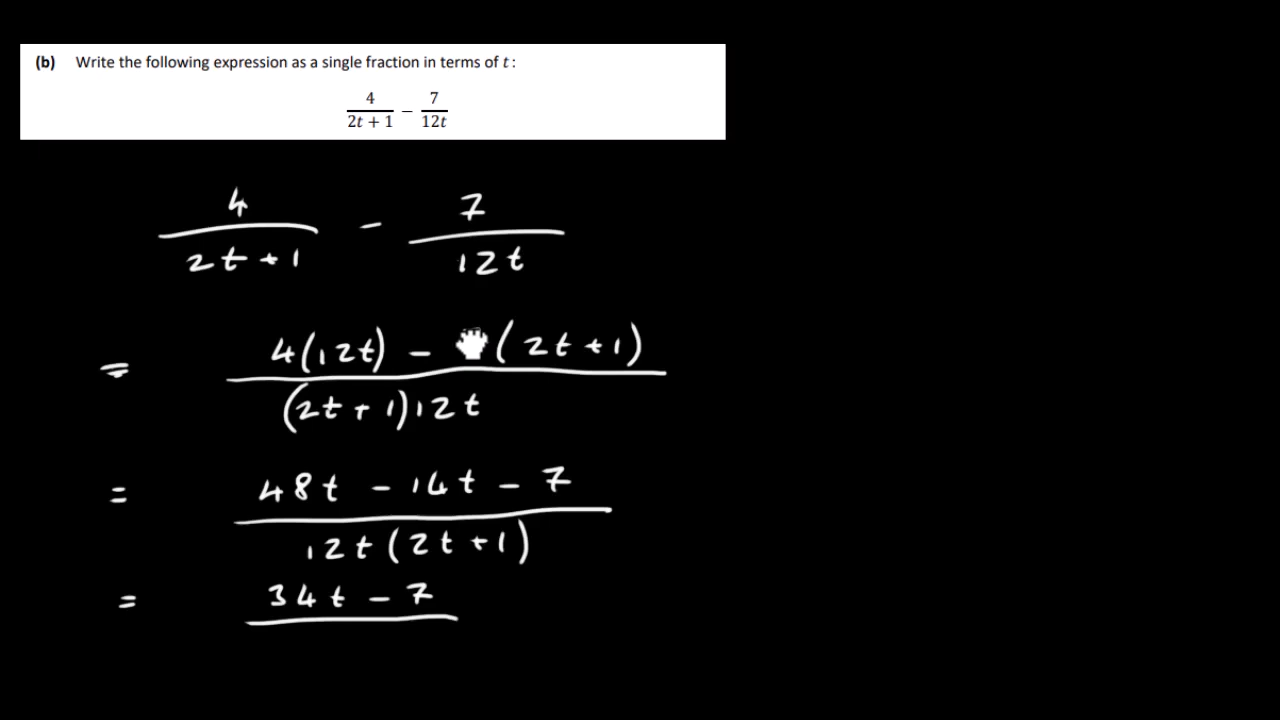 (b) Write the following expression as a single fraction in terms of t:
4/(2t + 1) − 7/12t
4/(2t + 1) − 7/12t
= (4(12t) − (2t + 1))/((2t + 1)12t)
= (48t − 14t − 7)/(12t(2t + 1))
= 34t − 7